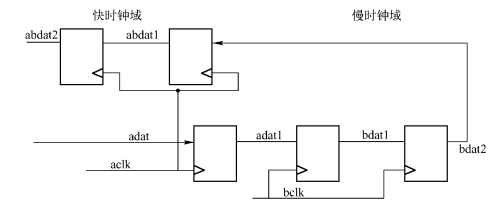 快时钟域 慢时钟域
abdat2 abdat1
adat adat1 bdat1 bdat2
aclk
bclk